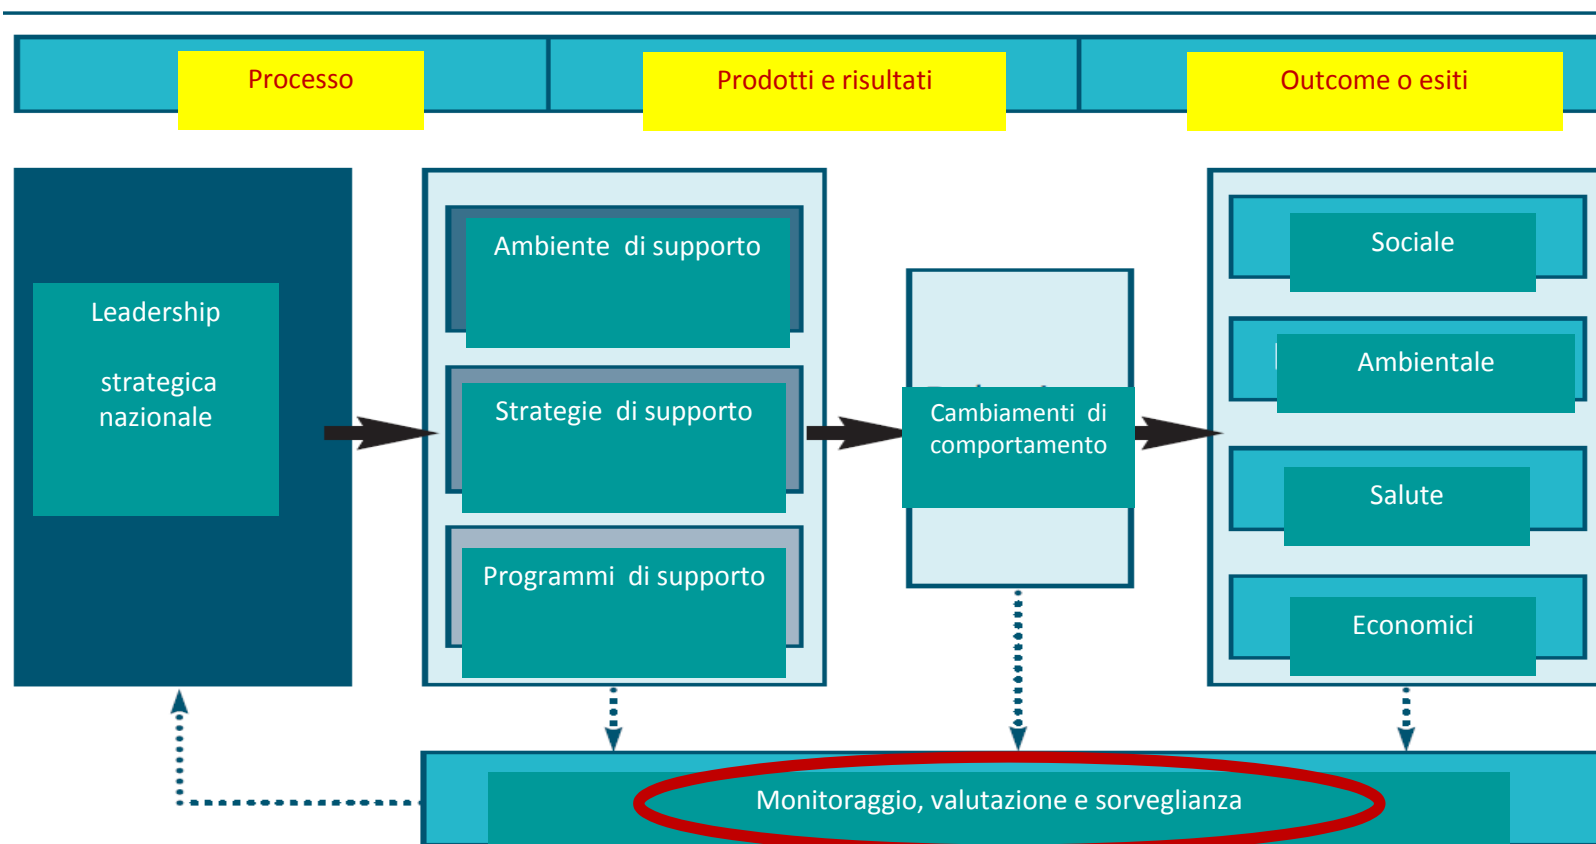 Processo
Prodotti e risultati
Outcome o esiti
Leadership
strategica
nazionale
Ambiente di supporto
Strategie di supporto
Programmi di supporto
Cambiamenti di
comportamento
Sociale
Ambientale
Salute
Economici
Monitoraggio, valutazione e sorveglianza